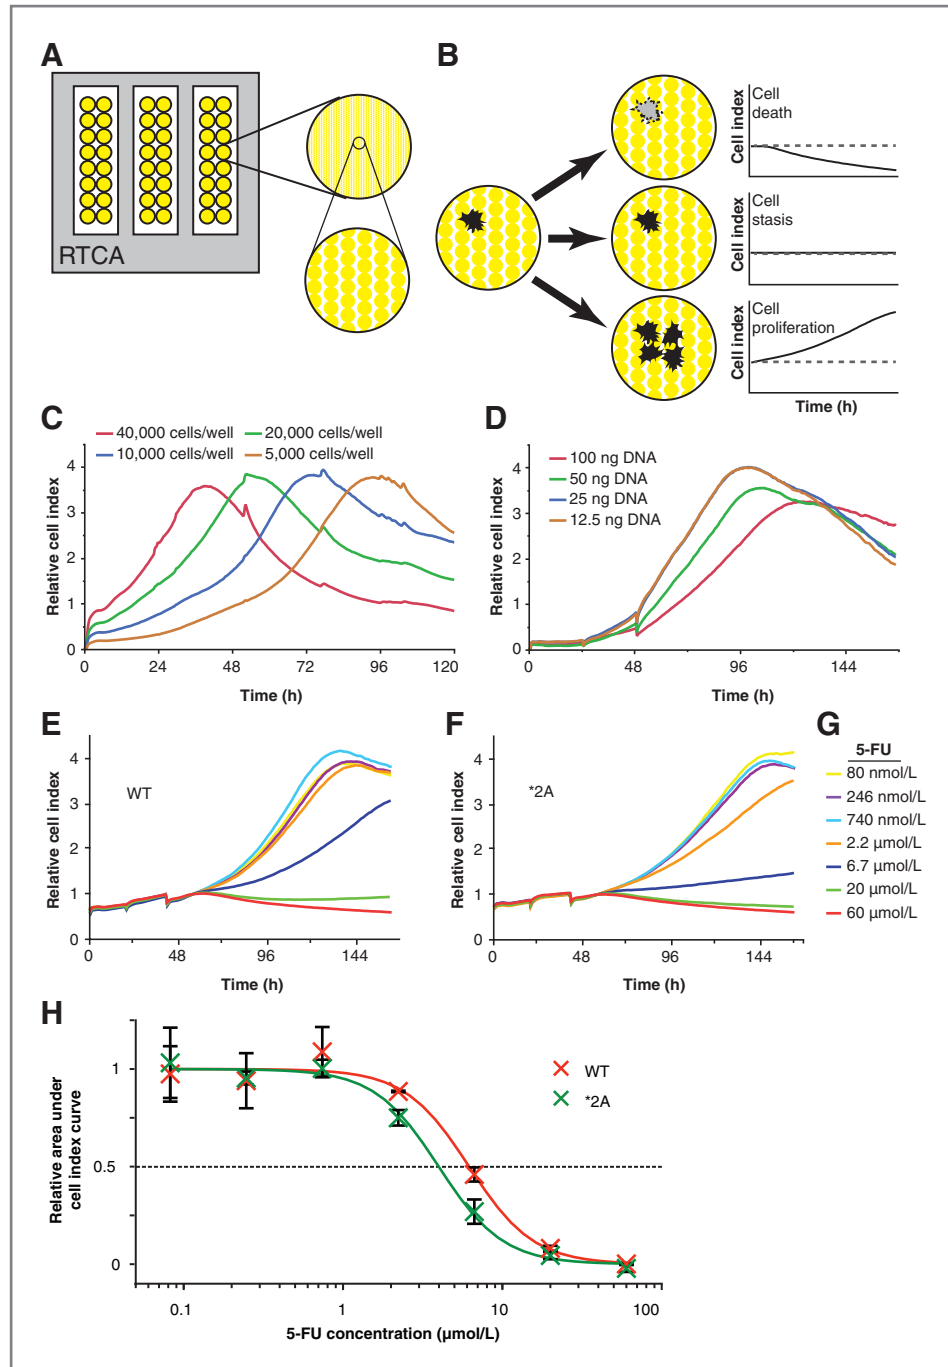 A
RTCA
B
Cell index
Cell
death
Cell index
Cell
stasis
Cell index
Cell
proliferation
Time (h)
C
40,000 cells/well
20,000 cells/well
10,000 cells/well
5,000 cells/well
Relative cell index
4
3
2
1
0
0
24
48
72
96
120
Time (h)
D
100 ng DNA
50 ng DNA
25 ng DNA
12.5 ng DNA
Relative cell index
4
3
2
1
0
0
48
96
144
Time (h)
E
WT
Relative cell index
4
3
2
1
0
0
48
96
144
Time (h)
F
*2A
Relative cell index
4
3
2
1
0
0
48
96
144
Time (h)
G
5-FU
80 nmol/L
246 nmol/L
740 nmol/L
2.2 µmol/L
6.7 µmol/L
20 µmol/L
60 µmol/L
H
Relative area under
cell index curve
1
0.5
0
WT
*2A
0.1
1
10
100
5-FU concentration (µmol/L)